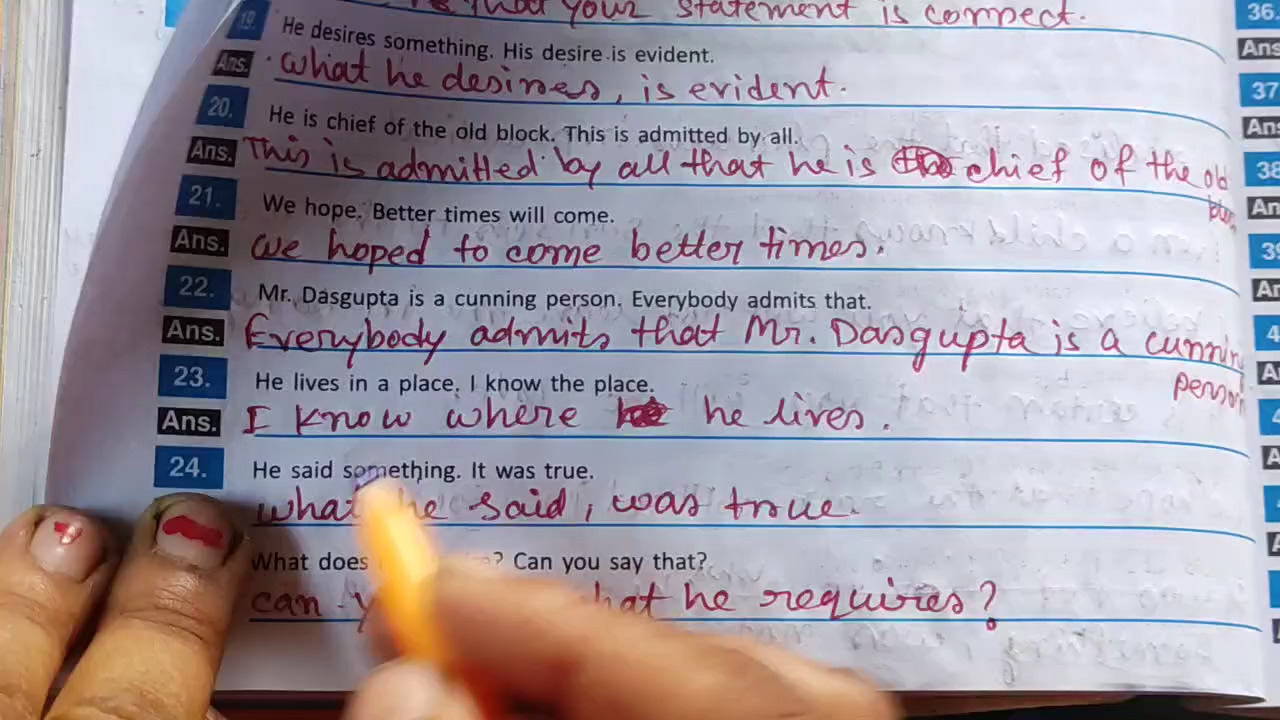 that your statement is correct.
19. He desires something. His desire is evident.
Ans. what he desires, is evident.
20. He is chief of the old block. This is admitted by all.
Ans. This is admitted by all that he is chief of the old
21. We hope. Better times will come.
Ans. we hoped to come better times.
22. Mr. Dasgupta is a cunning person. Everybody admits that.
Ans. Everybody admits that Mr. Dasgupta is a cunning
person
23. He lives in a place. I know the place.
Ans. I know where he lives.
24. He said something. It was true.
what he said, was true.
What does ? Can you say that?
can he requires?
36.
Ans
37
An
38
An
39
An
4
A